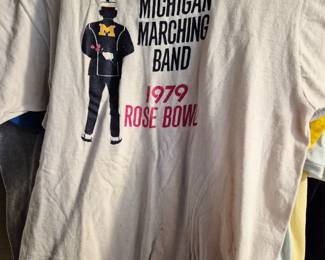 MICHIGAN
MARCHING
BAND
M
1979
ROSE BOWL